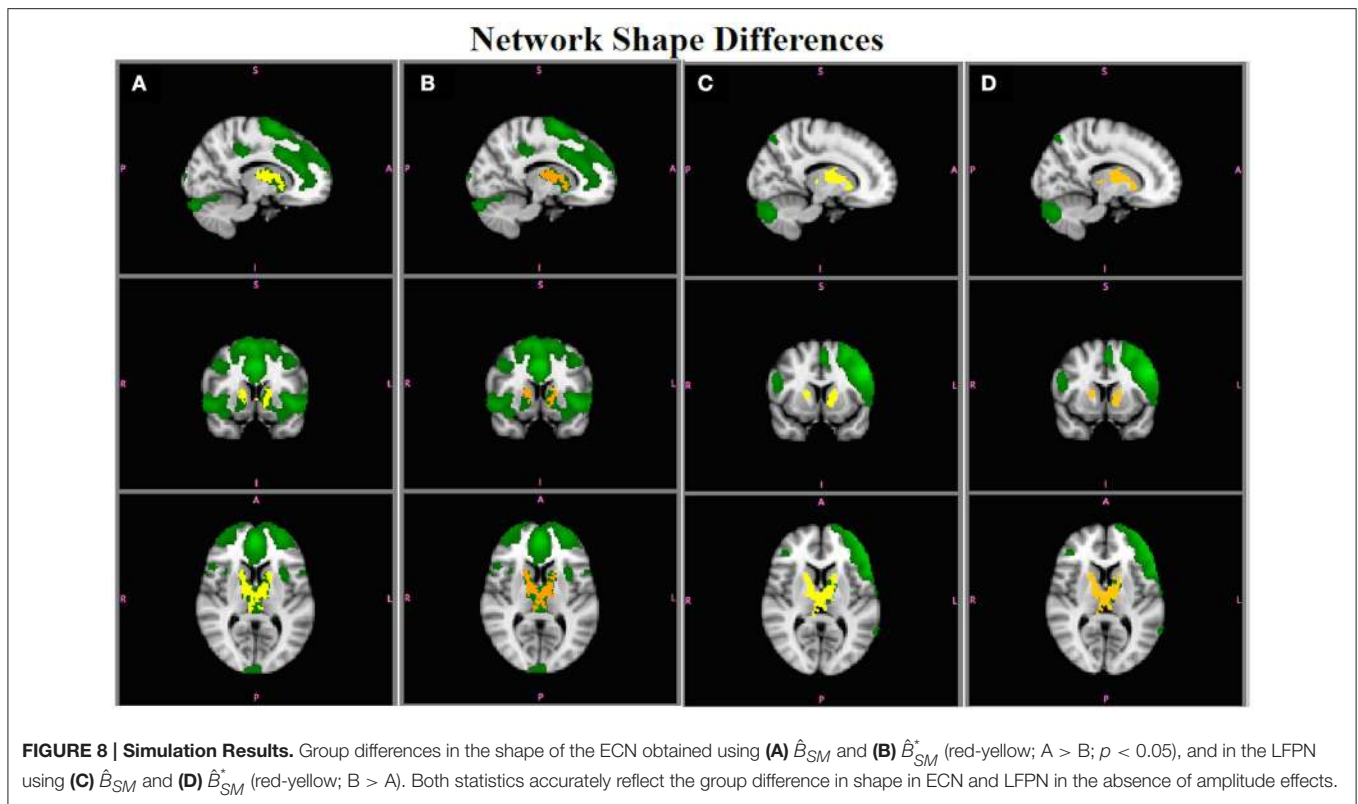 Network Shape Differences
A B C D
S S S S
P A P A
I I I I
S S S S
R L R L
I I I I
A A A A
R L R L
P P P P
FIGURE 8 | Simulation Results. Group differences in the shape of the ECN obtained using (A) B̂SM and (B) B̂*SM (red-yellow; A > B; p < 0.05), and in the LFPN
using (C) B̂SM and (D) B̂*SM (red-yellow; B > A). Both statistics accurately reflect the group difference in shape in ECN and LFPN in the absence of amplitude effects.